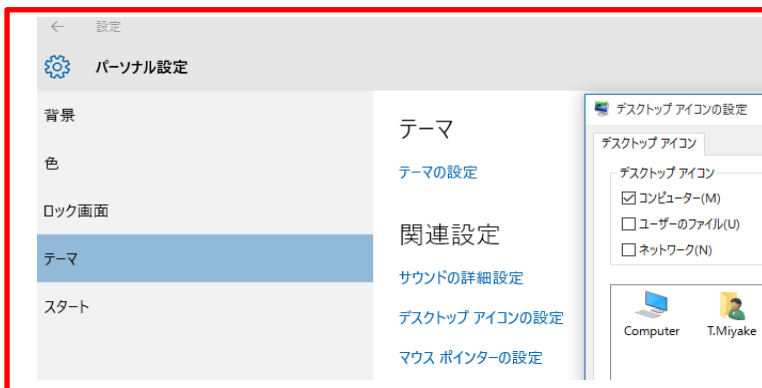 ← 設定
パーソナル設定
背景
色
ロック画面
テーマ
スタート
テーマ
テーマの設定
関連設定
サウンドの詳細設定
デスクトップ アイコンの設定
マウス ポインターの設定
デスクトップ アイコンの設定
デスクトップ アイコン
デスクトップ アイコン
コンピューター(M)
ユーザーのファイル(U)
ネットワーク(N)
Computer T.Miyake